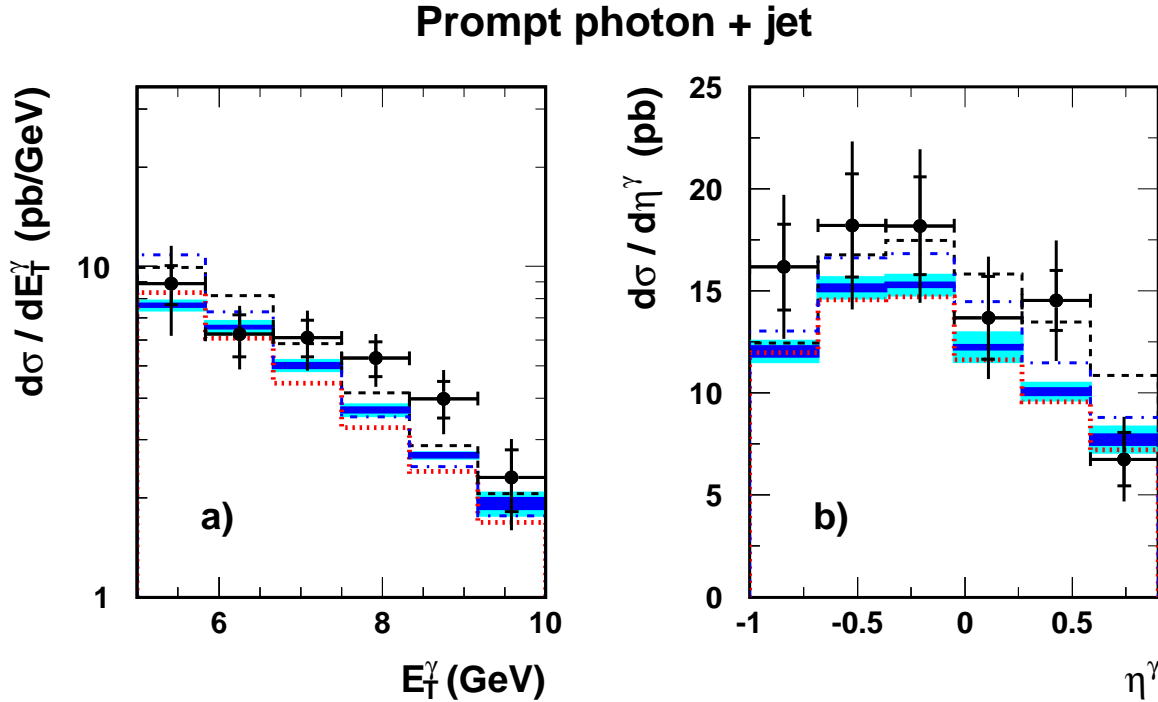 Prompt photon + jet
dσ / dE_T^γ (pb/GeV)
10
1
a)
6
8
10
E_T^γ (GeV)
dσ / dη^γ (pb)
25
20
15
10
5
0
b)
-1
-0.5
0
0.5
η^γ